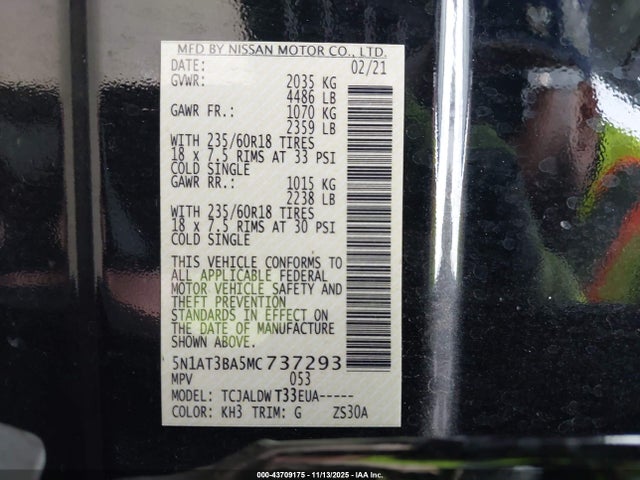 MFD BY NISSAN MOTOR CO., LTD.
DATE: 02/21
GVWR: 2035 KG
4486 LB
GAWR FR.: 1070 KG
2359 LB
WITH 235/60R18 TIRES
18 x 7.5 RIMS AT 33 PSI
COLD SINGLE
GAWR RR.: 1015 KG
2238 LB
WITH 235/60R18 TIRES
18 x 7.5 RIMS AT 30 PSI
COLD SINGLE
THIS VEHICLE CONFORMS TO
ALL APPLICABLE FEDERAL
MOTOR VEHICLE SAFETY AND
THEFT PREVENTION
STANDARDS IN EFFECT ON
THE DATE OF MANUFACTURE
SHOWN ABOVE.
5N1AT3BA5MC737293
MPV 053
MODEL: TCJALDW T33EUA-----
COLOR: KH3 TRIM: G ZS30A
000-43709175 - 11/13/2025 - IAA Inc.